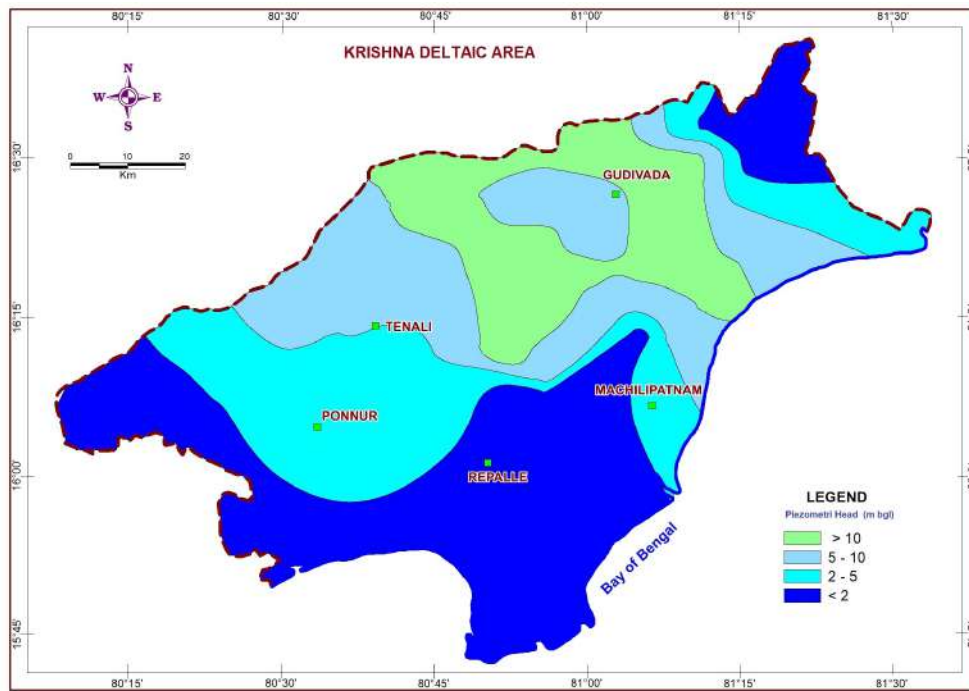 80°15' 80°30' 80°45' 81°00' 81°15' 81°30'
KRISHNA DELTAIC AREA
N
W E
S
0 10 20
Km
16°30'
GUDIVADA
16°15'
TENALI
MACHILIPATNAM
PONNUR
REPALLE
16°00'
Bay of Bengal
LEGEND
Piezometri Head (m bgl)
> 10
5 - 10
2 - 5
< 2
15°45'
80°15' 80°30' 80°45' 81°00' 81°15' 81°30'